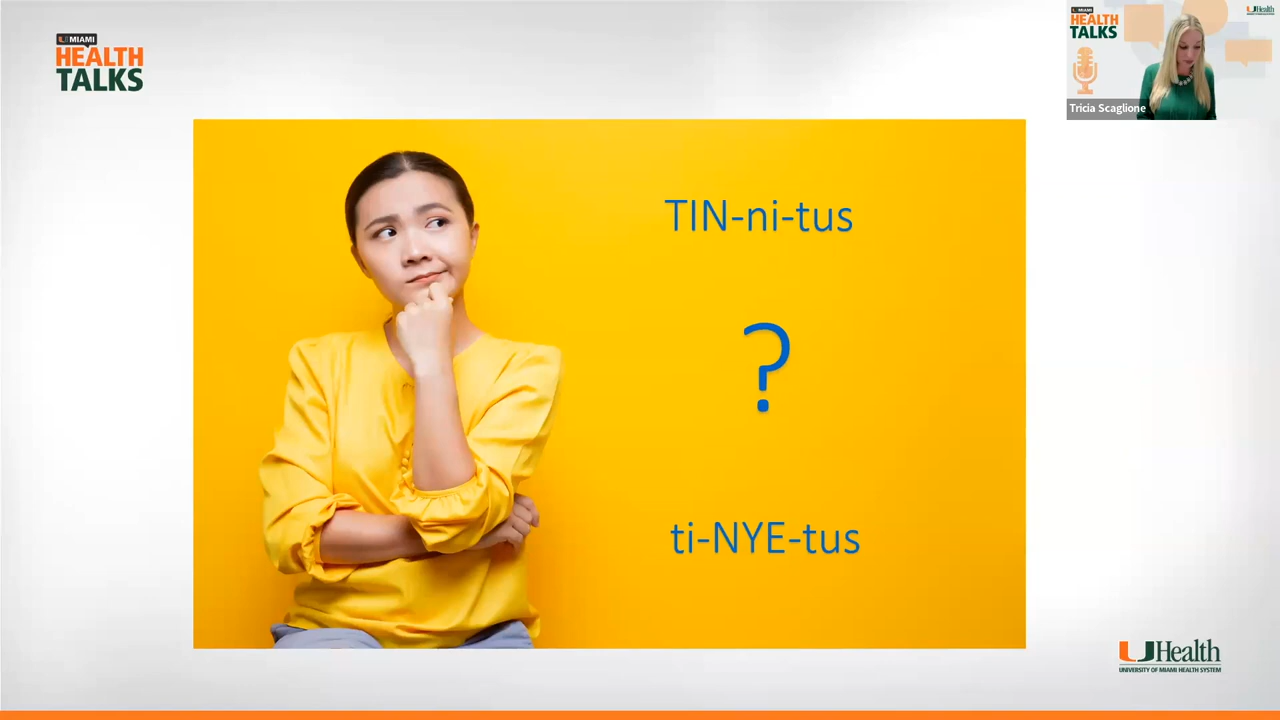 U MIAMI
HEALTH
TALKS
TIN-ni-tus
?
ti-NYE-tus
UHealth
UNIVERSITY OF MIAMI HEALTH SYSTEM
U MIAMI
HEALTH
TALKS
UHealth
Tricia Scaglione